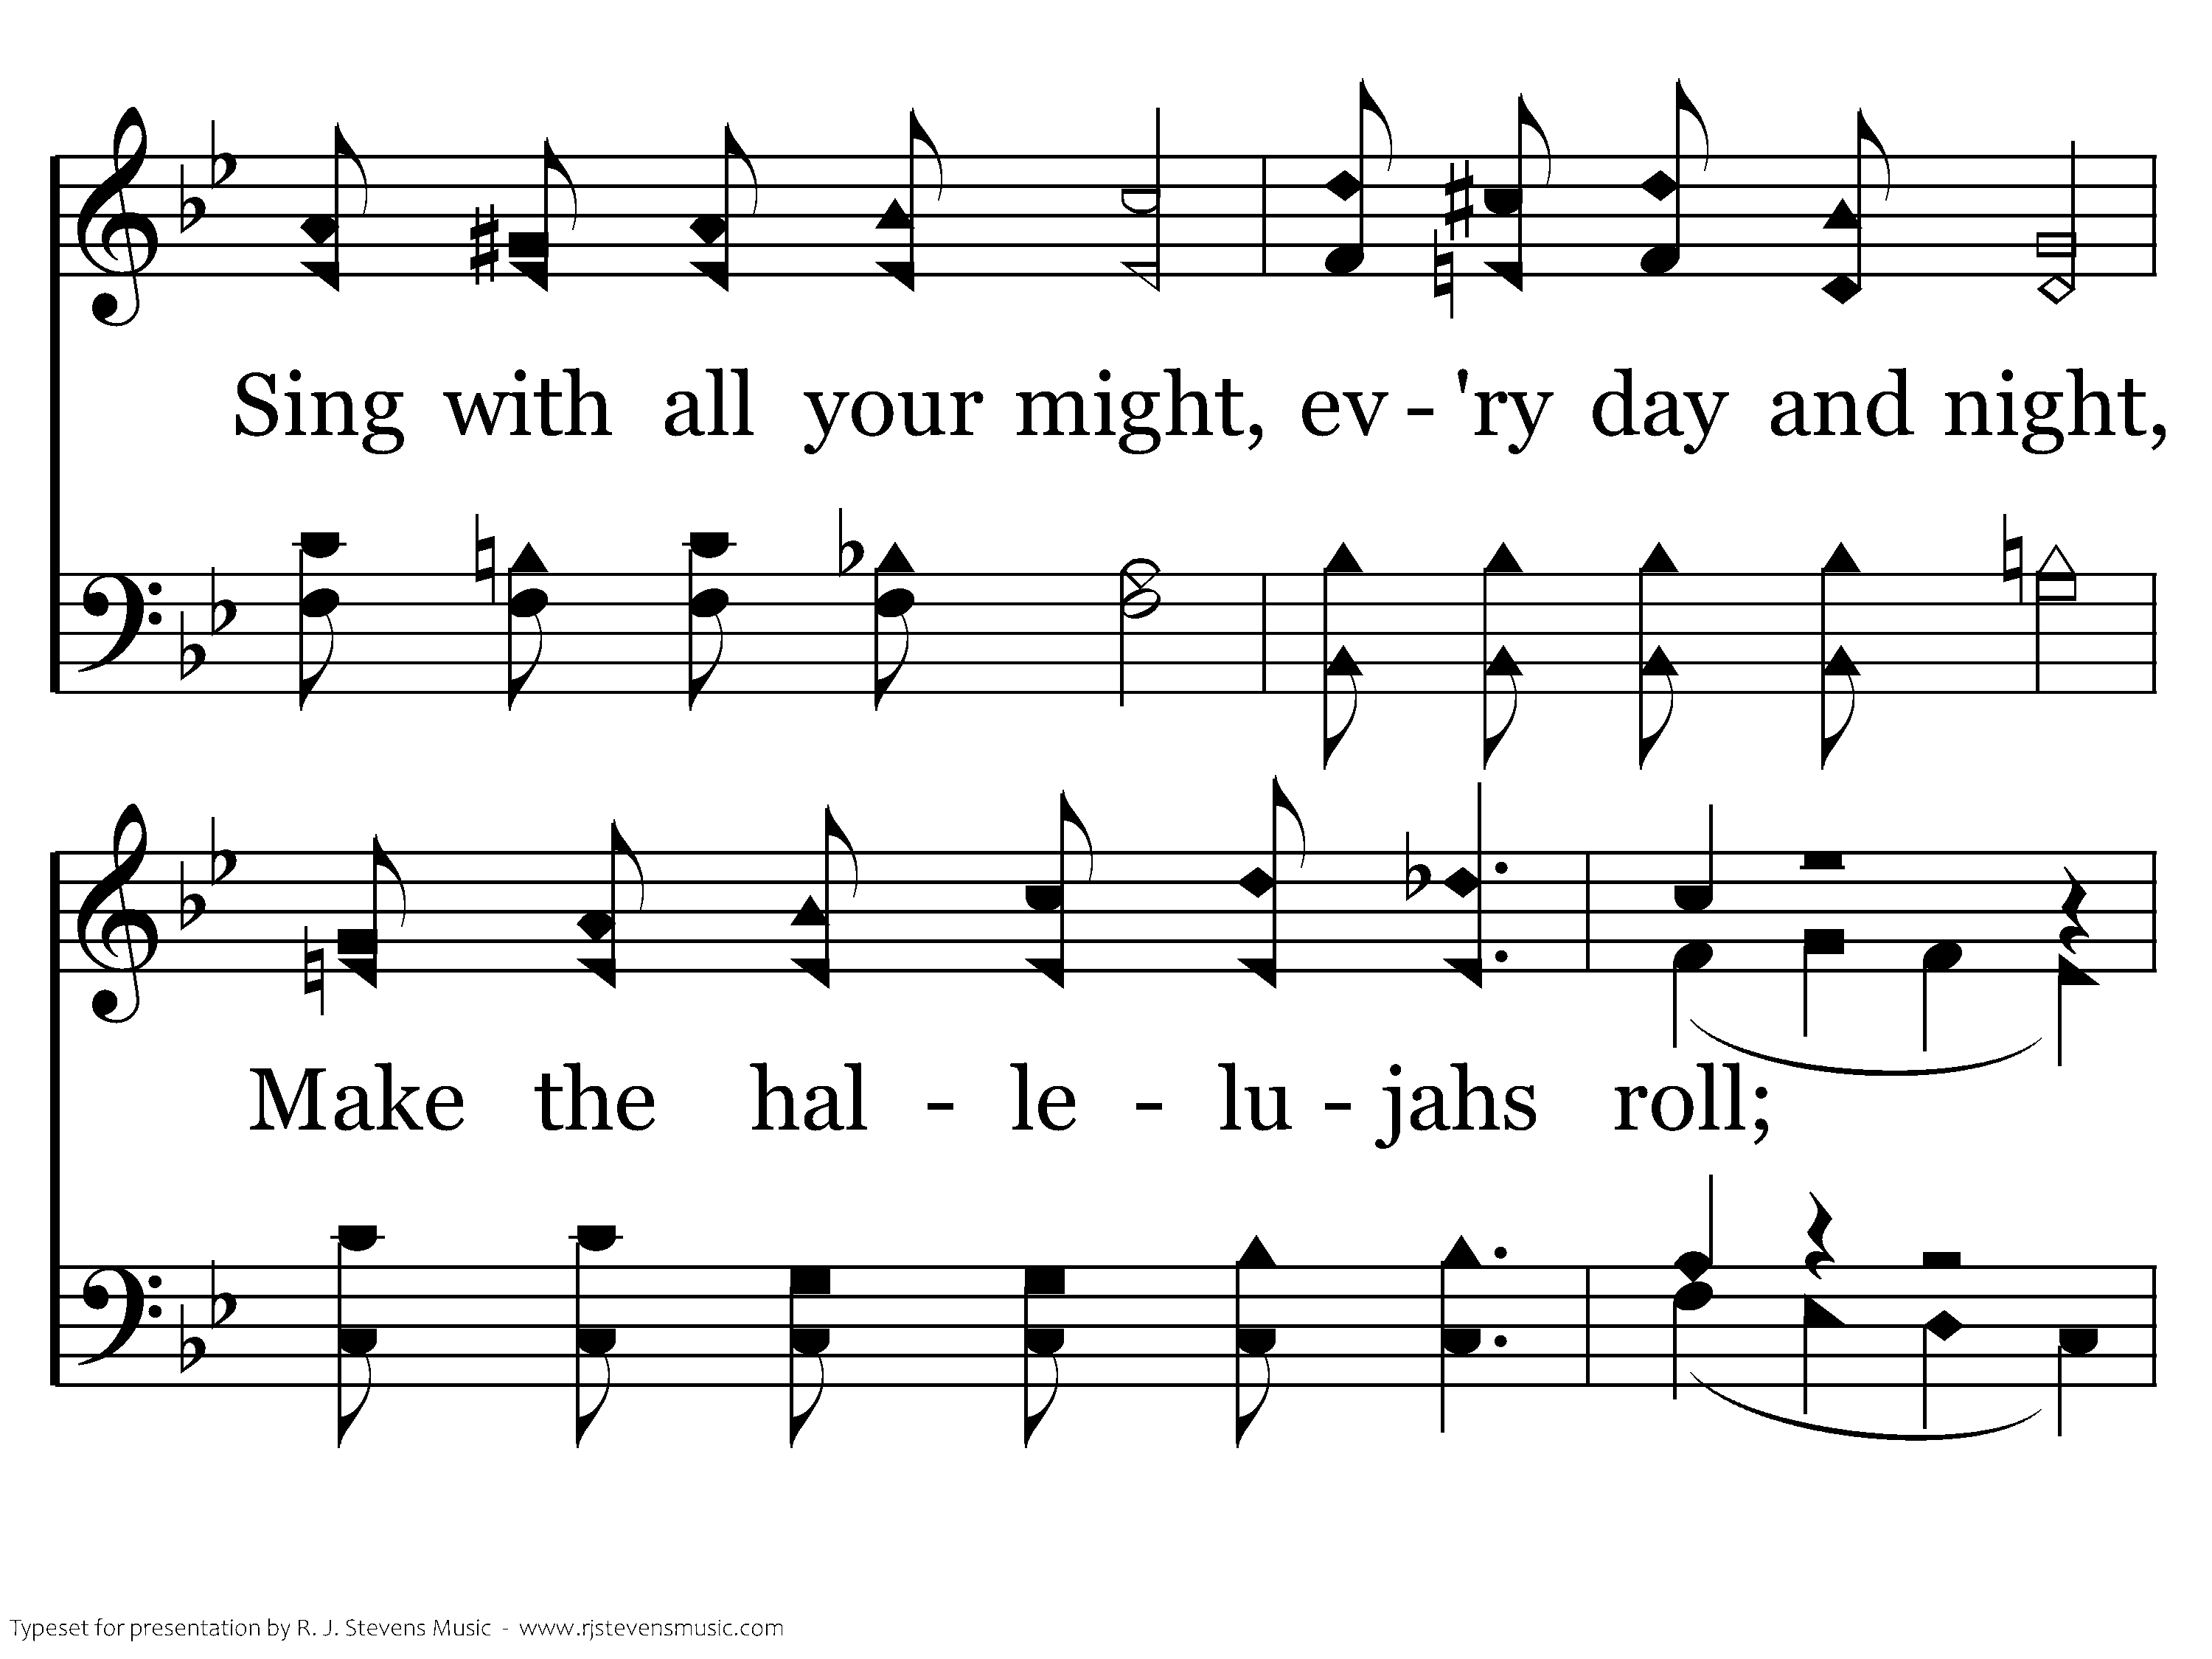 Sing with all your might, ev - 'ry day and night,
Make the hal - le - lu - jahs roll;
Typeset for presentation by R. J. Stevens Music - www.rjstevensmusic.com